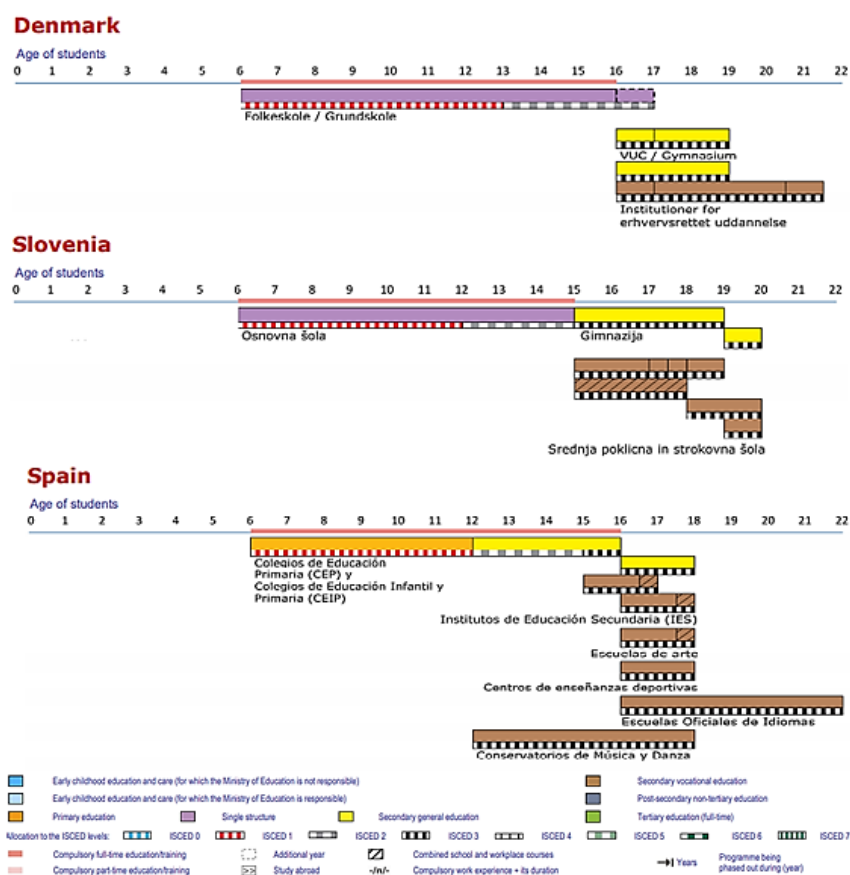 Denmark
Age of students
0 1 2 3 4 5 6 7 8 9 10 11 12 13 14 15 16 17 18 19 20 21 22
Folkeskole / Grundskole
VUC / Gymnasium
Institutioner for
erhvervsrettet uddannelse
Slovenia
Age of students
0 1 2 3 4 5 6 7 8 9 10 11 12 13 14 15 16 17 18 19 20 21 22
Osnovna šola
Gimnazija
Srednja poklicna in strokovna šola
Spain
Age of students
0 1 2 3 4 5 6 7 8 9 10 11 12 13 14 15 16 17 18 19 20 21 22
Colegios de Educación
Primaria (CEP) y
Colegios de Educación Infantil y
Primaria (CEIP)
Institutos de Educación Secundaria (IES)
Escuelas de arte
Centros de enseñanzas deportivas
Escuelas Oficiales de Idiomas
Conservatorios de Música y Danza
Early childhood education and care (for which the Ministry of Education is not responsible)
Secondary vocational education
Early childhood education and care (for which the Ministry of Education is responsible)
Post-secondary non-tertiary education
Primary education
Single structure
Secondary general education
Tertiary education (full-time)
Allocation to the ISCED levels: ISCED 0 ISCED 1 ISCED 2 ISCED 3 ISCED 4 ISCED 5 ISCED 6 ISCED 7
Compulsory full-time education/training
Additional year
Combined school and workplace courses
Years
Programme being
phased out during (year)
Compulsory part-time education/training
>> Study abroad
-/n/- Compulsory work experience + its duration